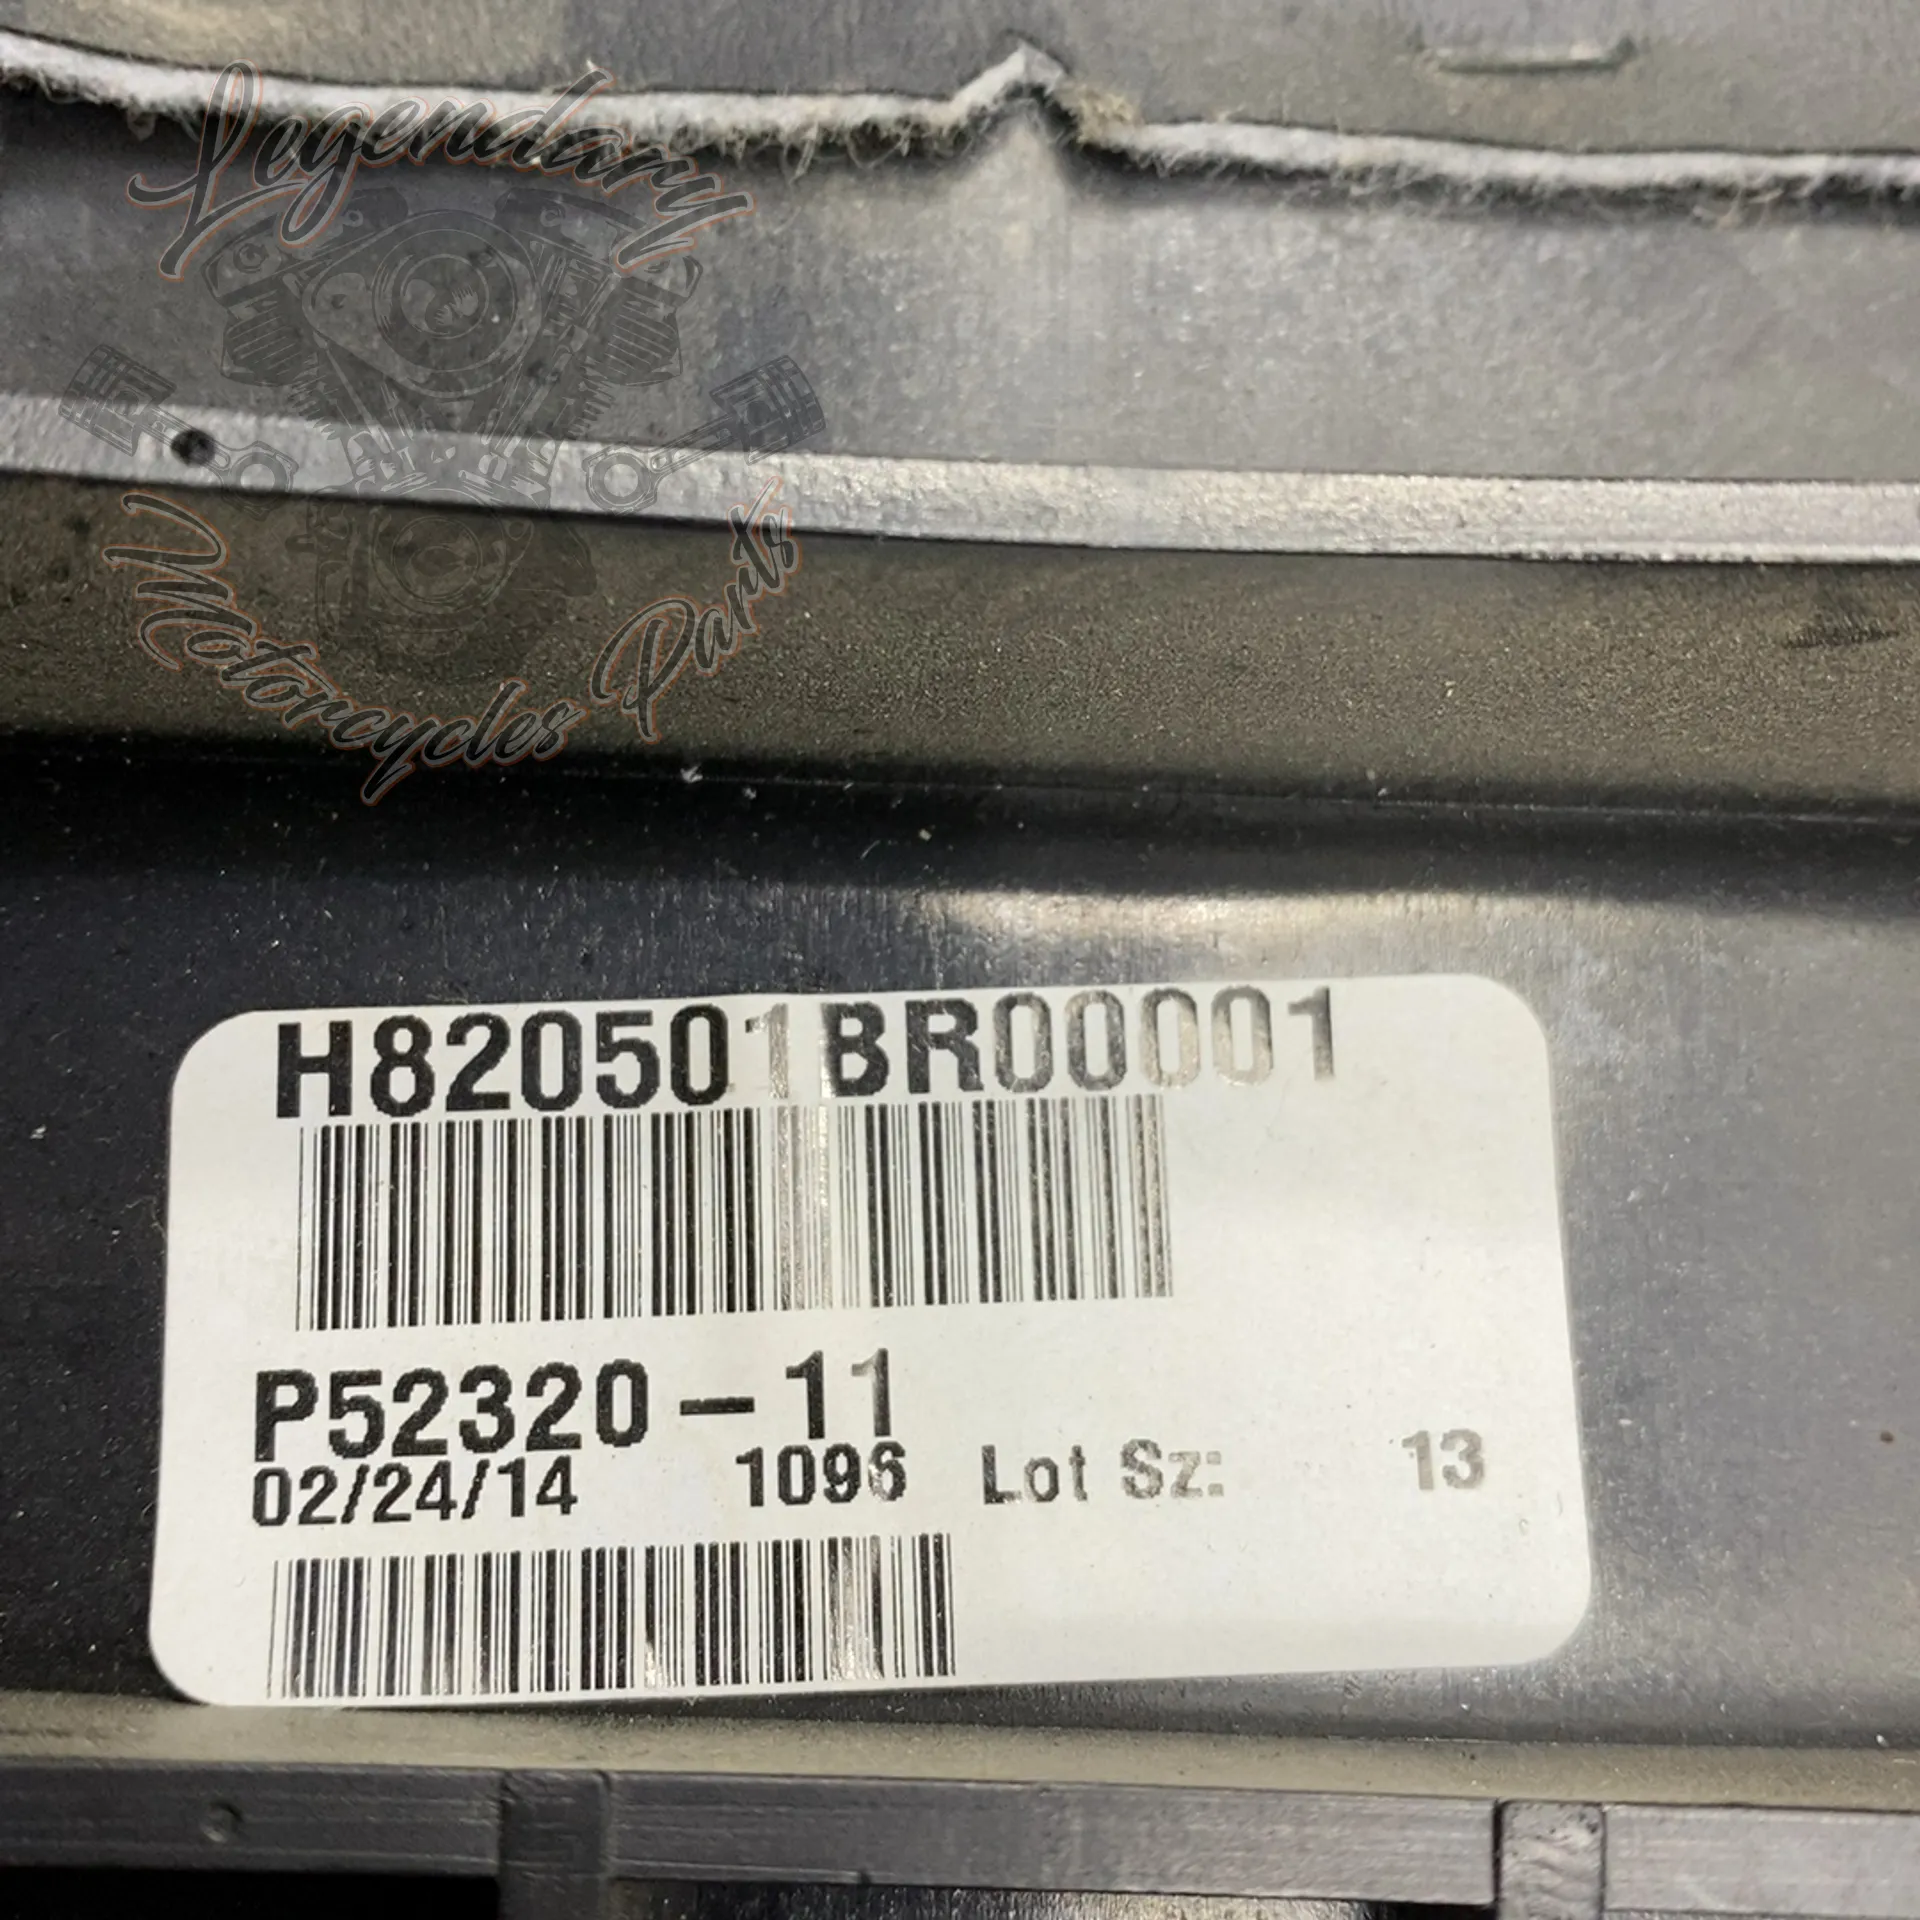 Legendary
Motorcycles Parts
H820501BR00001
P52320-11
02/24/14 1096 Lot Sz: 13